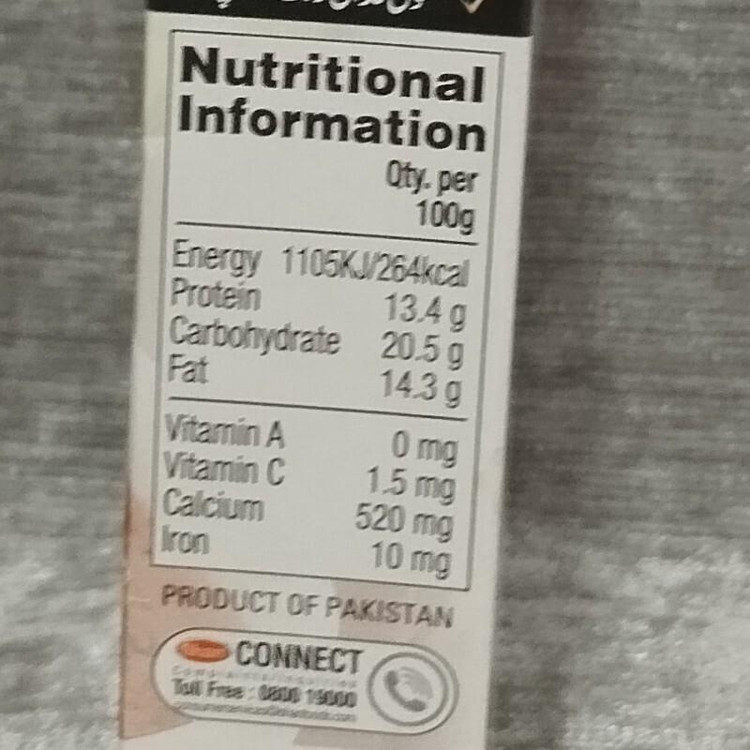 Nutritional
Information
Qty. per
100g
Energy 1105KJ/264kcal
Protein 13.4 g
Carbohydrate 20.5 g
Fat 14.3 g
Vitamin A 0 mg
Vitamin C 1.5 mg
Calcium 520 mg
Iron 10 mg
PRODUCT OF PAKISTAN
CONNECT
Toll Free : 0800 19000